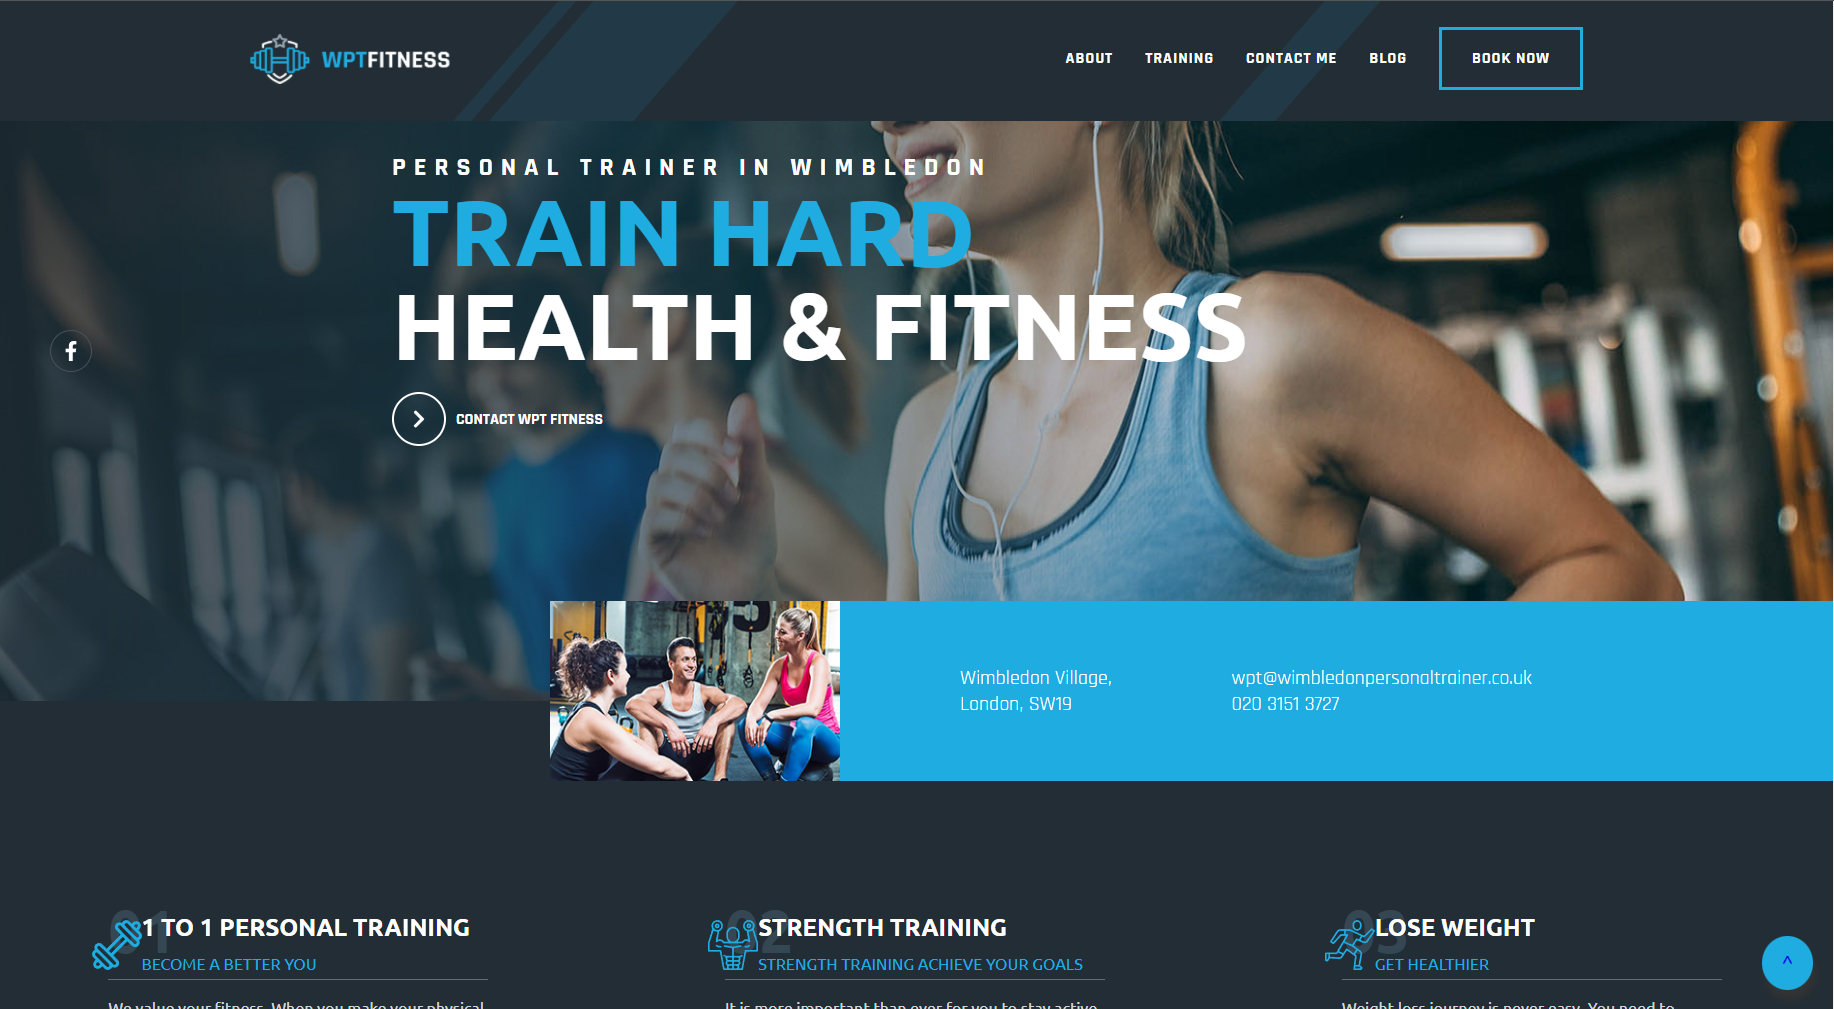 WPTFITNESS
ABOUT TRAINING CONTACT ME BLOG BOOK NOW
PERSONAL TRAINER IN WIMBLEDON
TRAIN HARD
HEALTH & FITNESS
CONTACT WPT FITNESS
Wimbledon Village,
London, SW19
wpt@wimbledonpersonaltrainer.co.uk
020 3151 3727
01
1 TO 1 PERSONAL TRAINING
BECOME A BETTER YOU
We value your fitness. When you make your physical
02
STRENGTH TRAINING
STRENGTH TRAINING ACHIEVE YOUR GOALS
It is more important than ever for you to stay active
03
LOSE WEIGHT
GET HEALTHIER
Weight loss journey is never easy. You need to